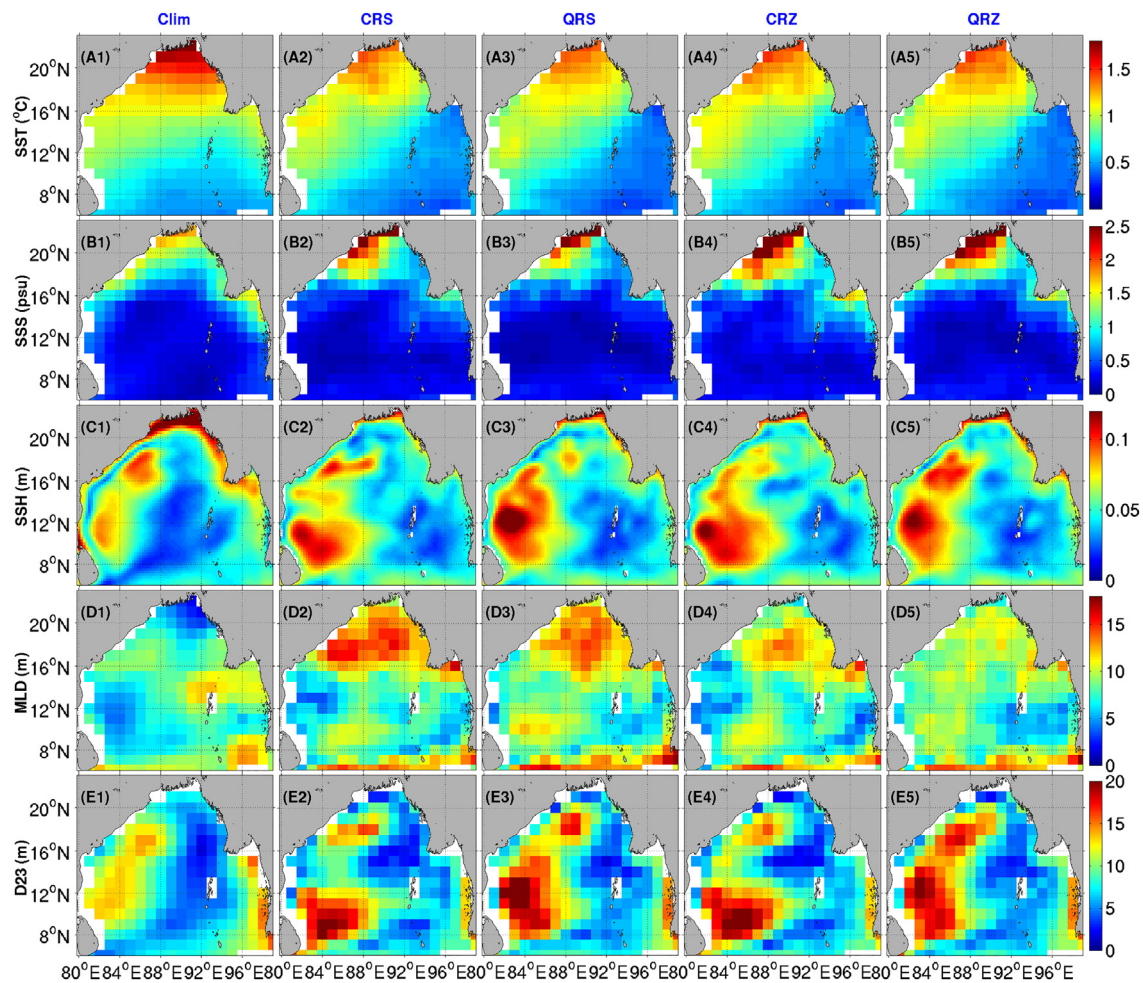 Clim CRS QRS CRZ QRZ
(A1) (A2) (A3) (A4) (A5)
SST (°C)
20°N
16°N
12°N
8°N
1.5
1
0.5
(B1) (B2) (B3) (B4) (B5)
SSS (psu)
20°N
16°N
12°N
8°N
2.5
2
1.5
1
0.5
0
(C1) (C2) (C3) (C4) (C5)
SSH (m)
20°N
16°N
12°N
8°N
0.1
0.05
0
(D1) (D2) (D3) (D4) (D5)
MLD (m)
20°N
16°N
12°N
8°N
15
10
5
0
(E1) (E2) (E3) (E4) (E5)
D23 (m)
20°N
16°N
12°N
8°N
20
15
10
5
0
80°E 84°E 88°E 92°E 96°E 80°E 84°E 88°E 92°E 96°E 80°E 84°E 88°E 92°E 96°E 80°E 84°E 88°E 92°E 96°E 80°E 84°E 88°E 92°E 96°E